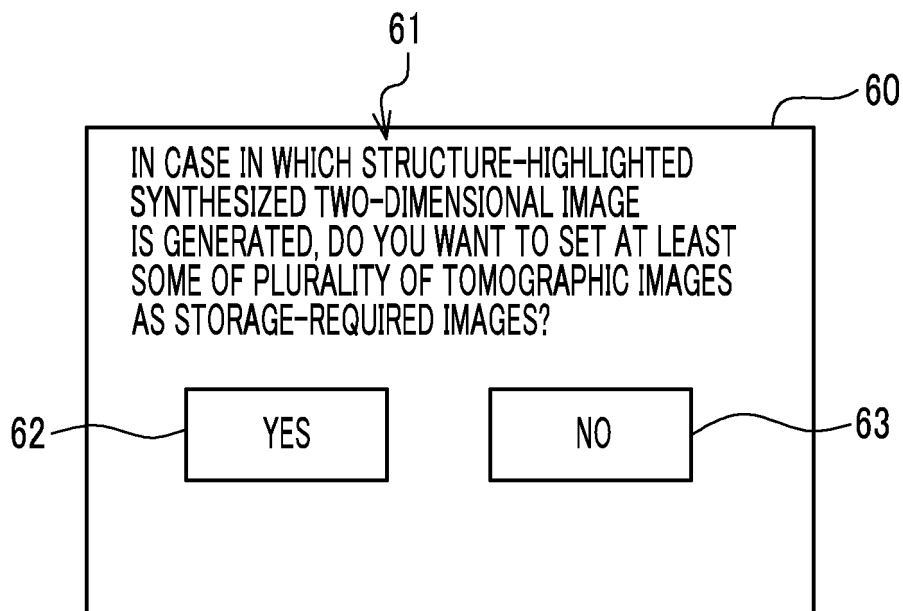 61
60
IN CASE IN WHICH STRUCTURE-HIGHLIGHTED
SYNTHESIZED TWO-DIMENSIONAL IMAGE
IS GENERATED, DO YOU WANT TO SET AT LEAST
SOME OF PLURALITY OF TOMOGRAPHIC IMAGES
AS STORAGE-REQUIRED IMAGES?
62 YES NO 63